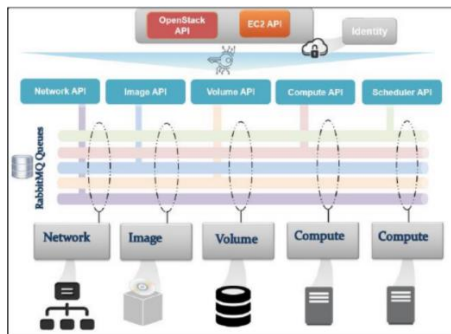 OpenStack
API
EC2 API
Identity
Network API
Image API
Volume API
Compute API
Scheduler API
RabbitMQ Queues
Network
Image
Volume
Compute
Compute